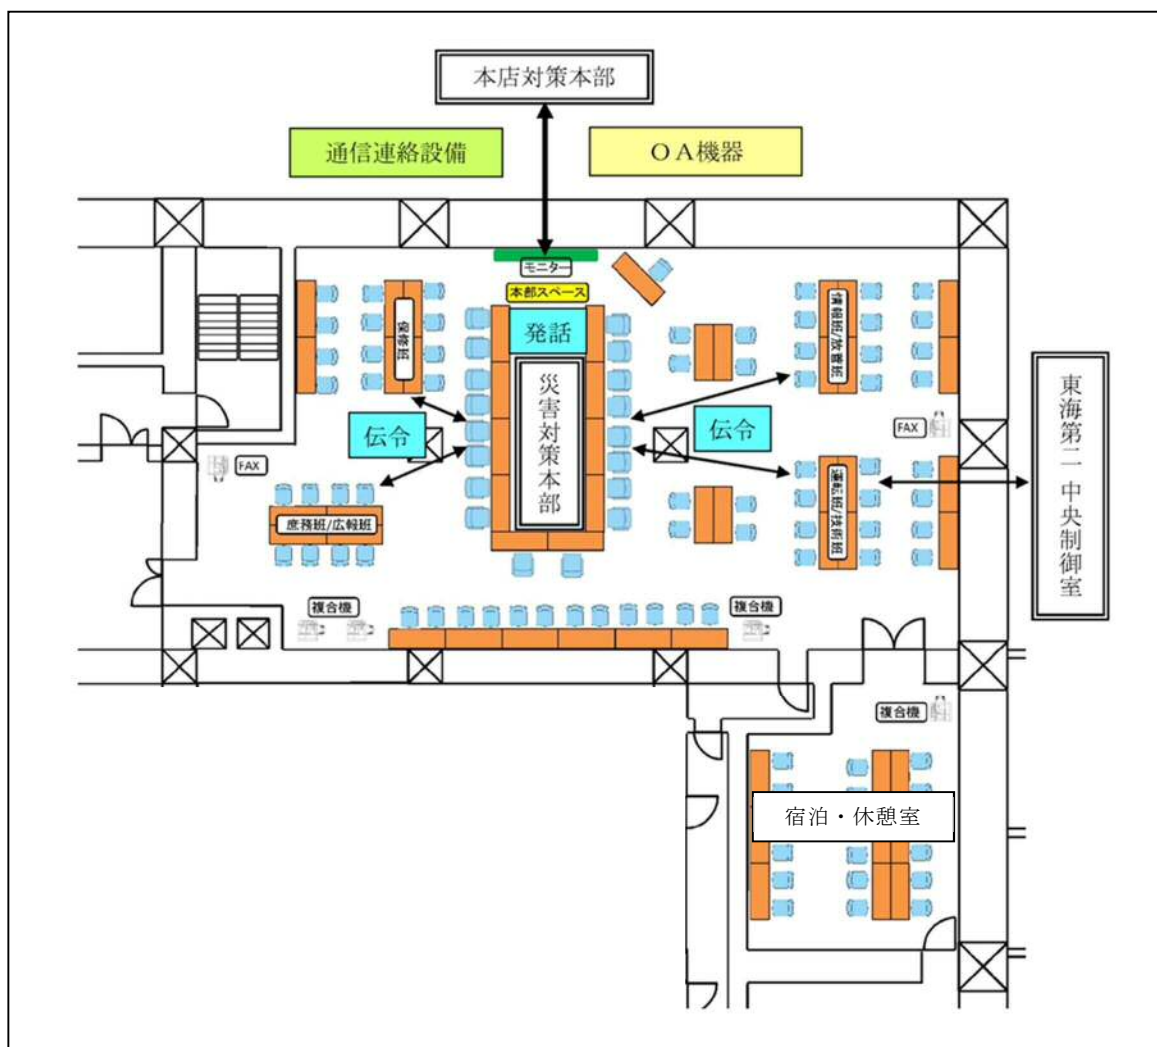 本店対策本部
通信連絡設備
OA機器
モニター
本部スペース
発話
災害対策本部
保修班
情報班/放管班
伝令
伝令
FAX
FAX
運転班/技術班
東海第二 中央制御室
庶務班/広報班
複合機
複合機
複合機
宿泊・休憩室